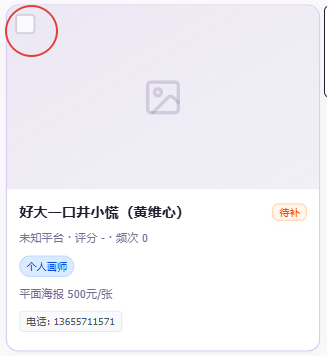 好大一口井小慌（黄维心）
待补
未知平台 · 评分 - · 频次 0
个人画师
平面海报 500元/张
电话: 13655711571